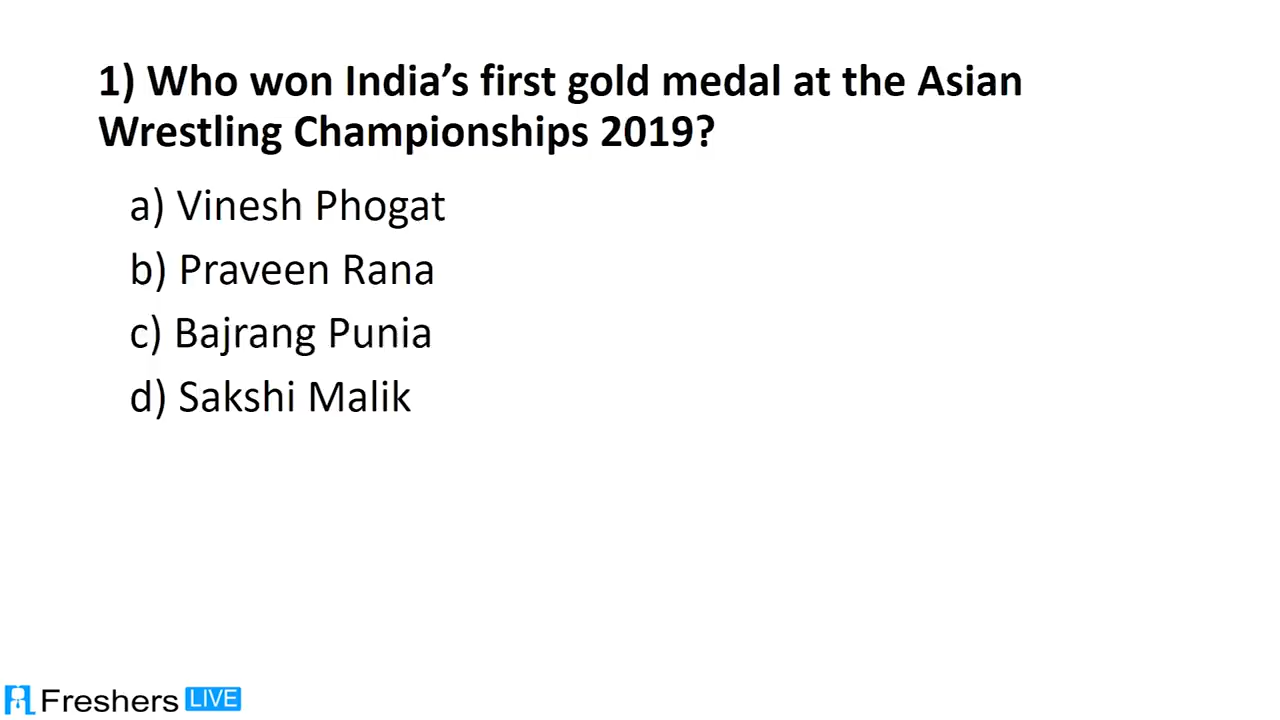 1) Who won India’s first gold medal at the Asian
Wrestling Championships 2019?
a) Vinesh Phogat
b) Praveen Rana
c) Bajrang Punia
d) Sakshi Malik
Freshers LIVE